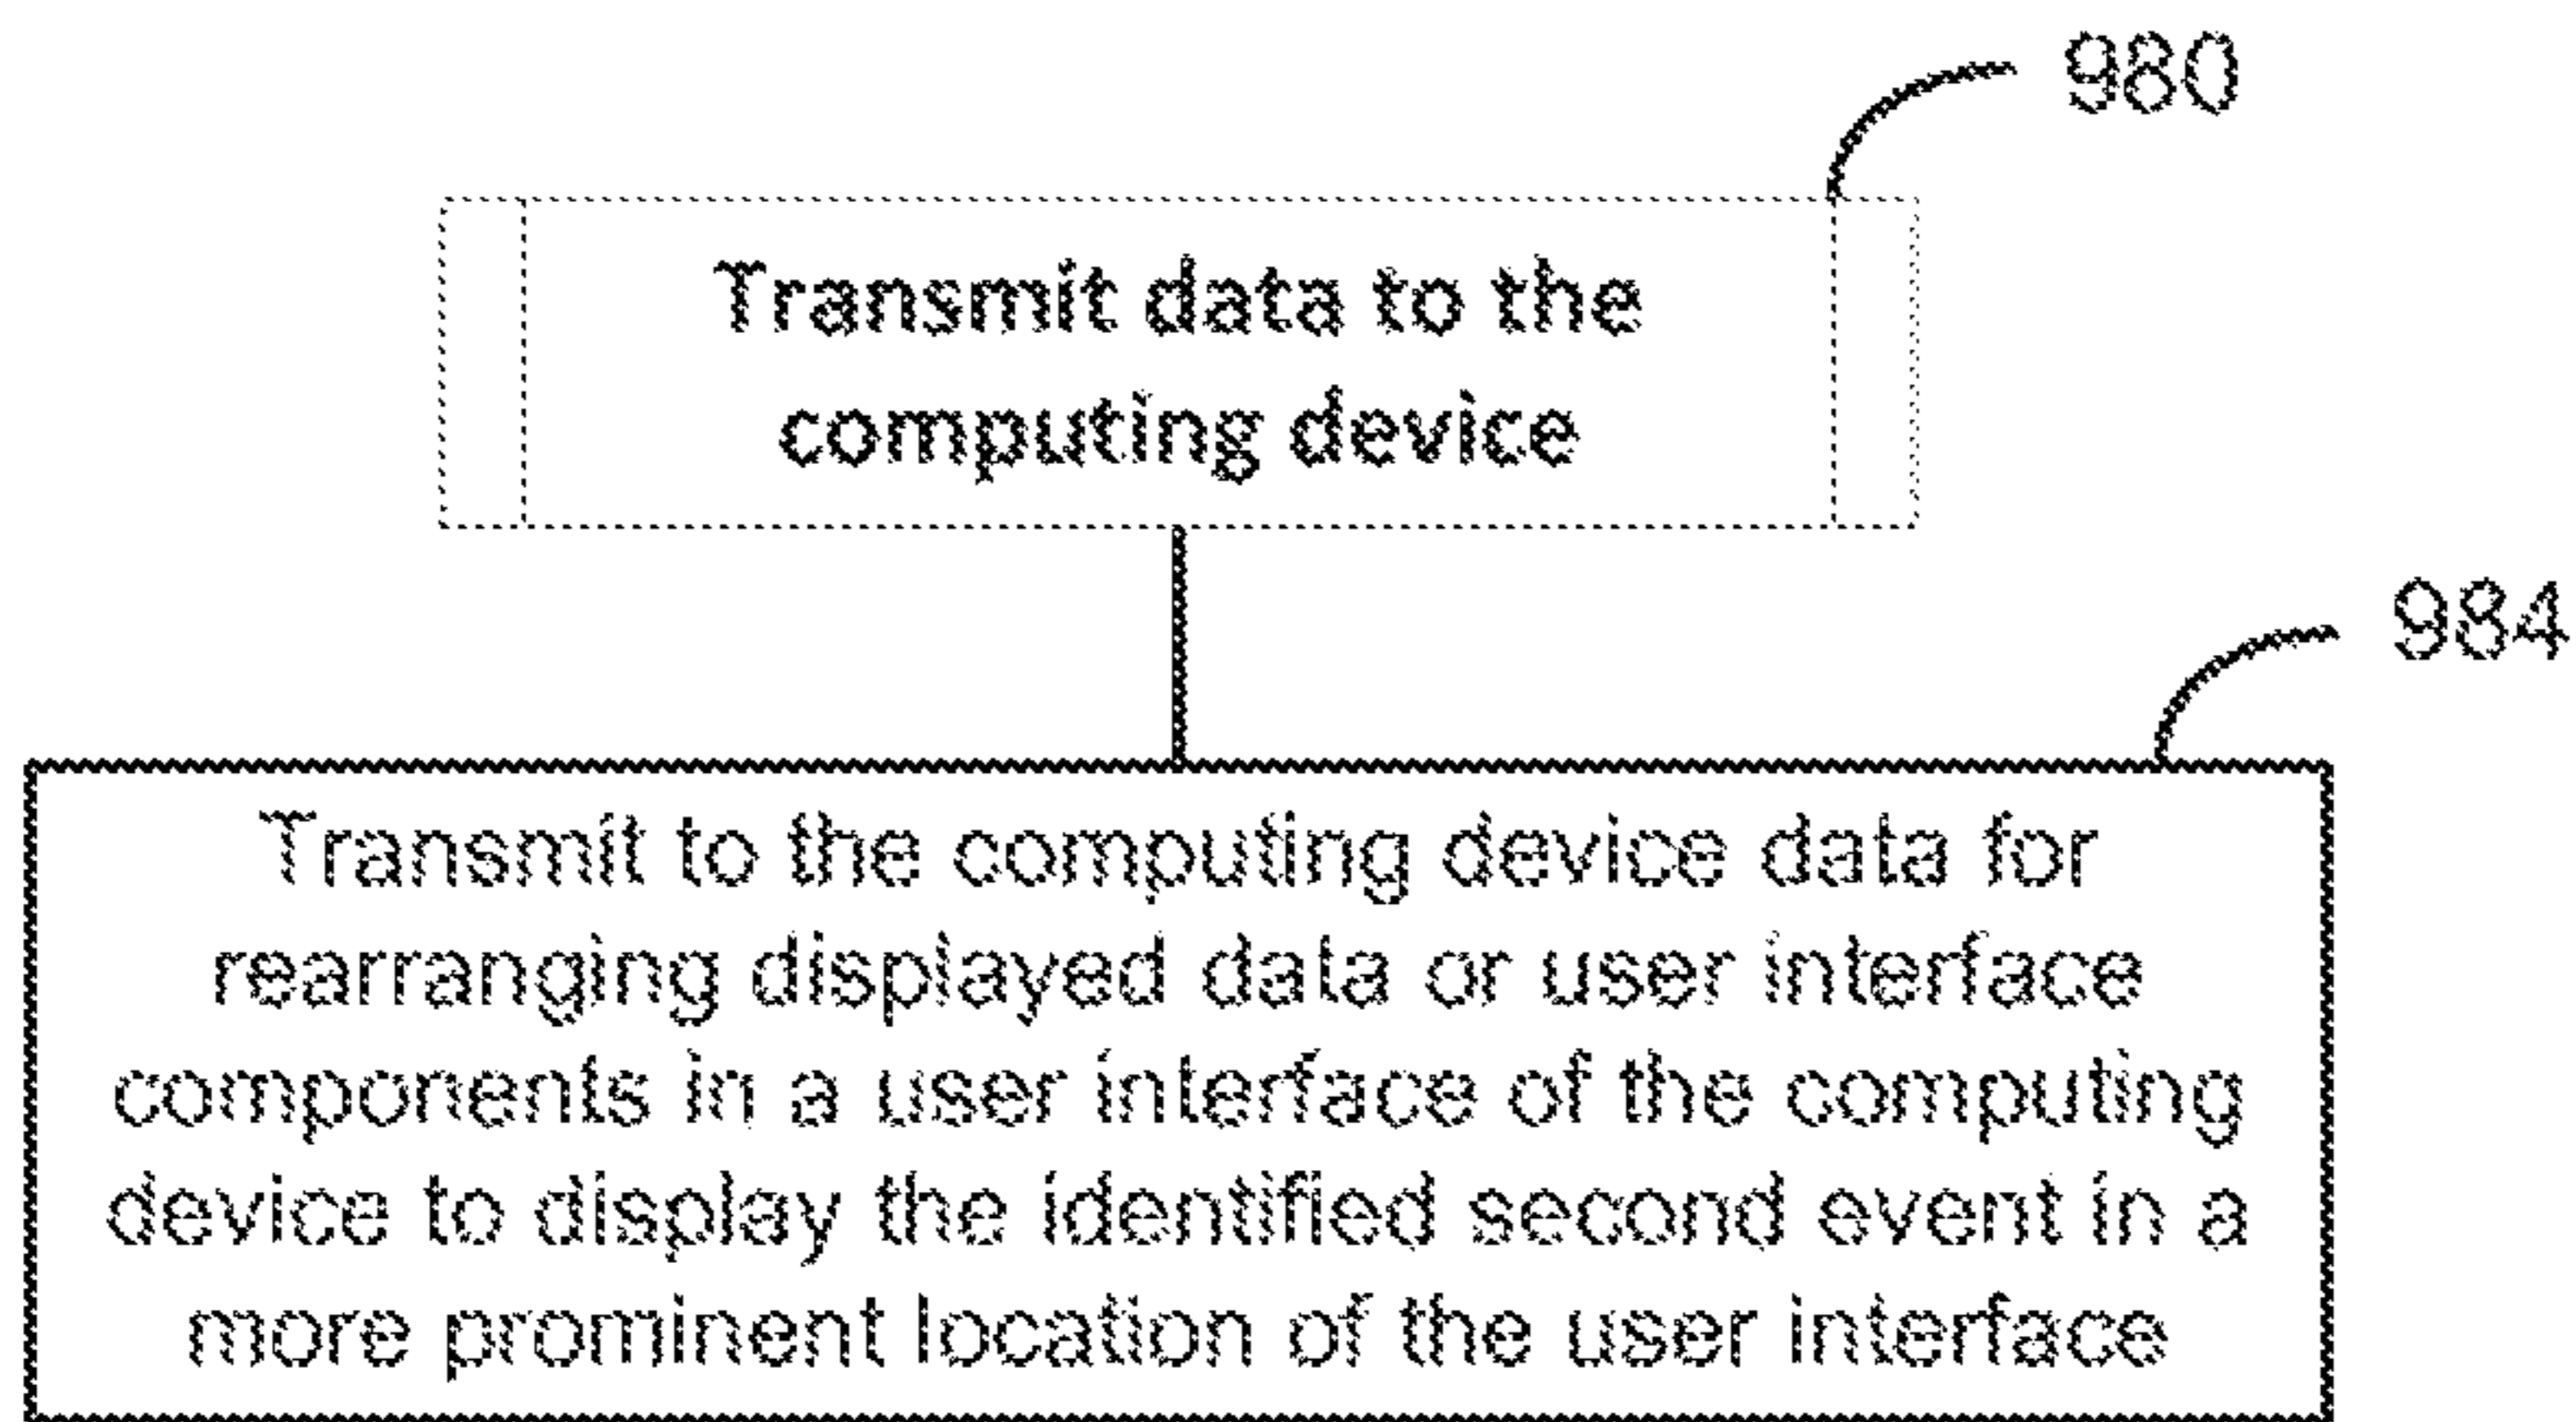 980
Transmit data to the
computing device
984
Transmit to the computing device data for
rearranging displayed data or user interface
components in a user interface of the computing
device to display the identified second event in a
more prominent location of the user interface